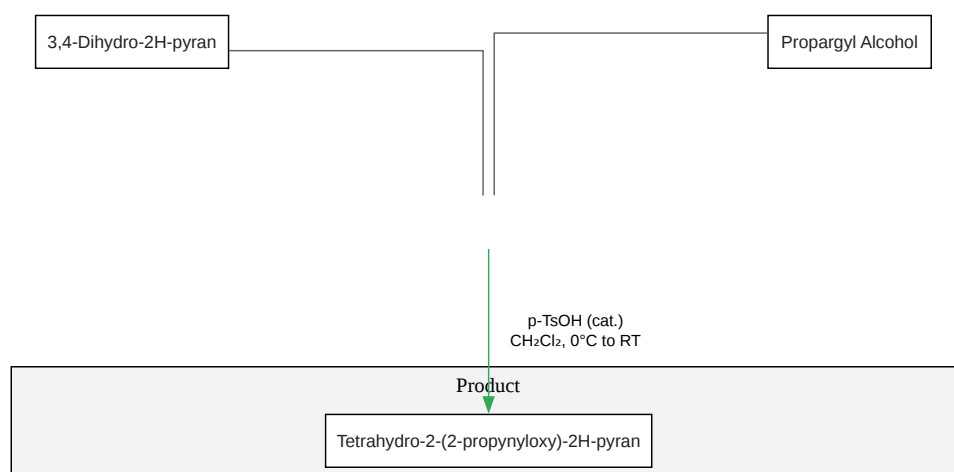 3,4-Dihydro-2H-pyran
Propargyl Alcohol
p-TsOH (cat.)
CH₂Cl₂, 0°C to RT
Product
Tetrahydro-2-(2-propynyloxy)-2H-pyran